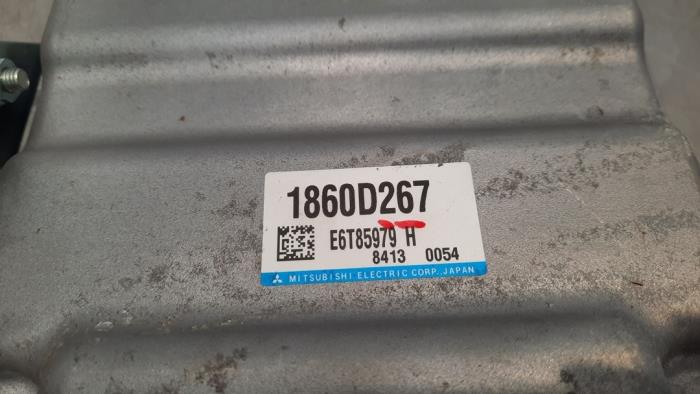 1860D267
E6T85979 H
8413 0054
MITSUBISHI ELECTRIC CORP. JAPAN